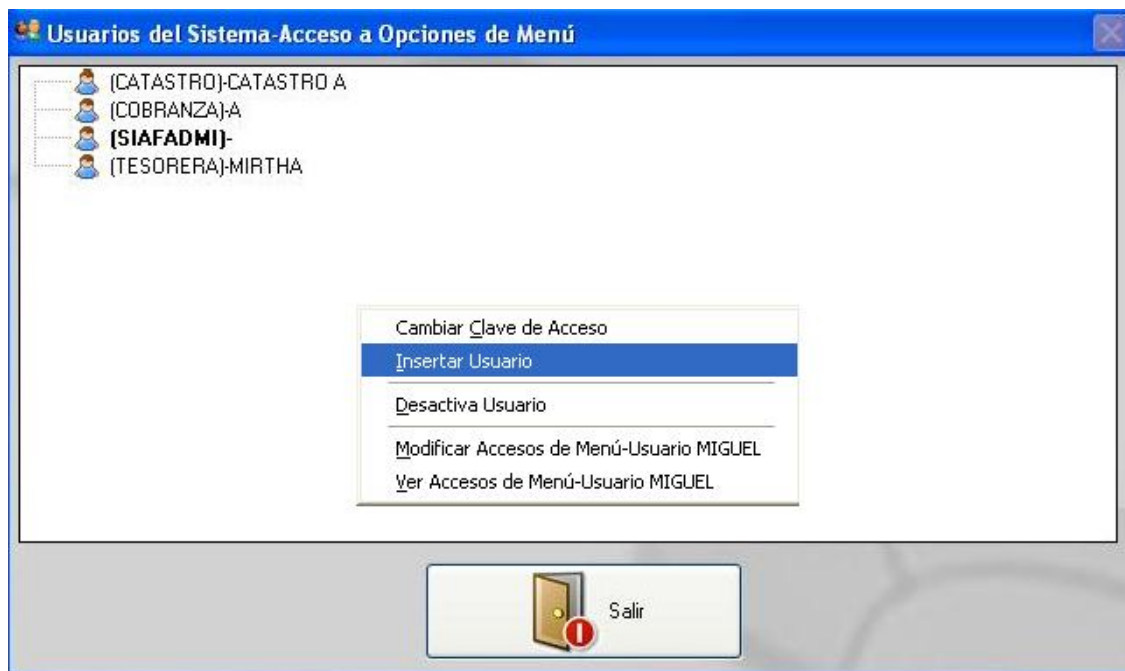 Usuarios del Sistema-Acceso a Opciones de Menú
(CATASTRO)-CATASTRO A
(COBRANZA)-A
(SIAFADMI)-
(TESORERA)-MIRTHA
Cambiar Clave de Acceso
Insertar Usuario
Desactiva Usuario
Modificar Accesos de Menú-Usuario MIGUEL
Ver Accesos de Menú-Usuario MIGUEL
Salir